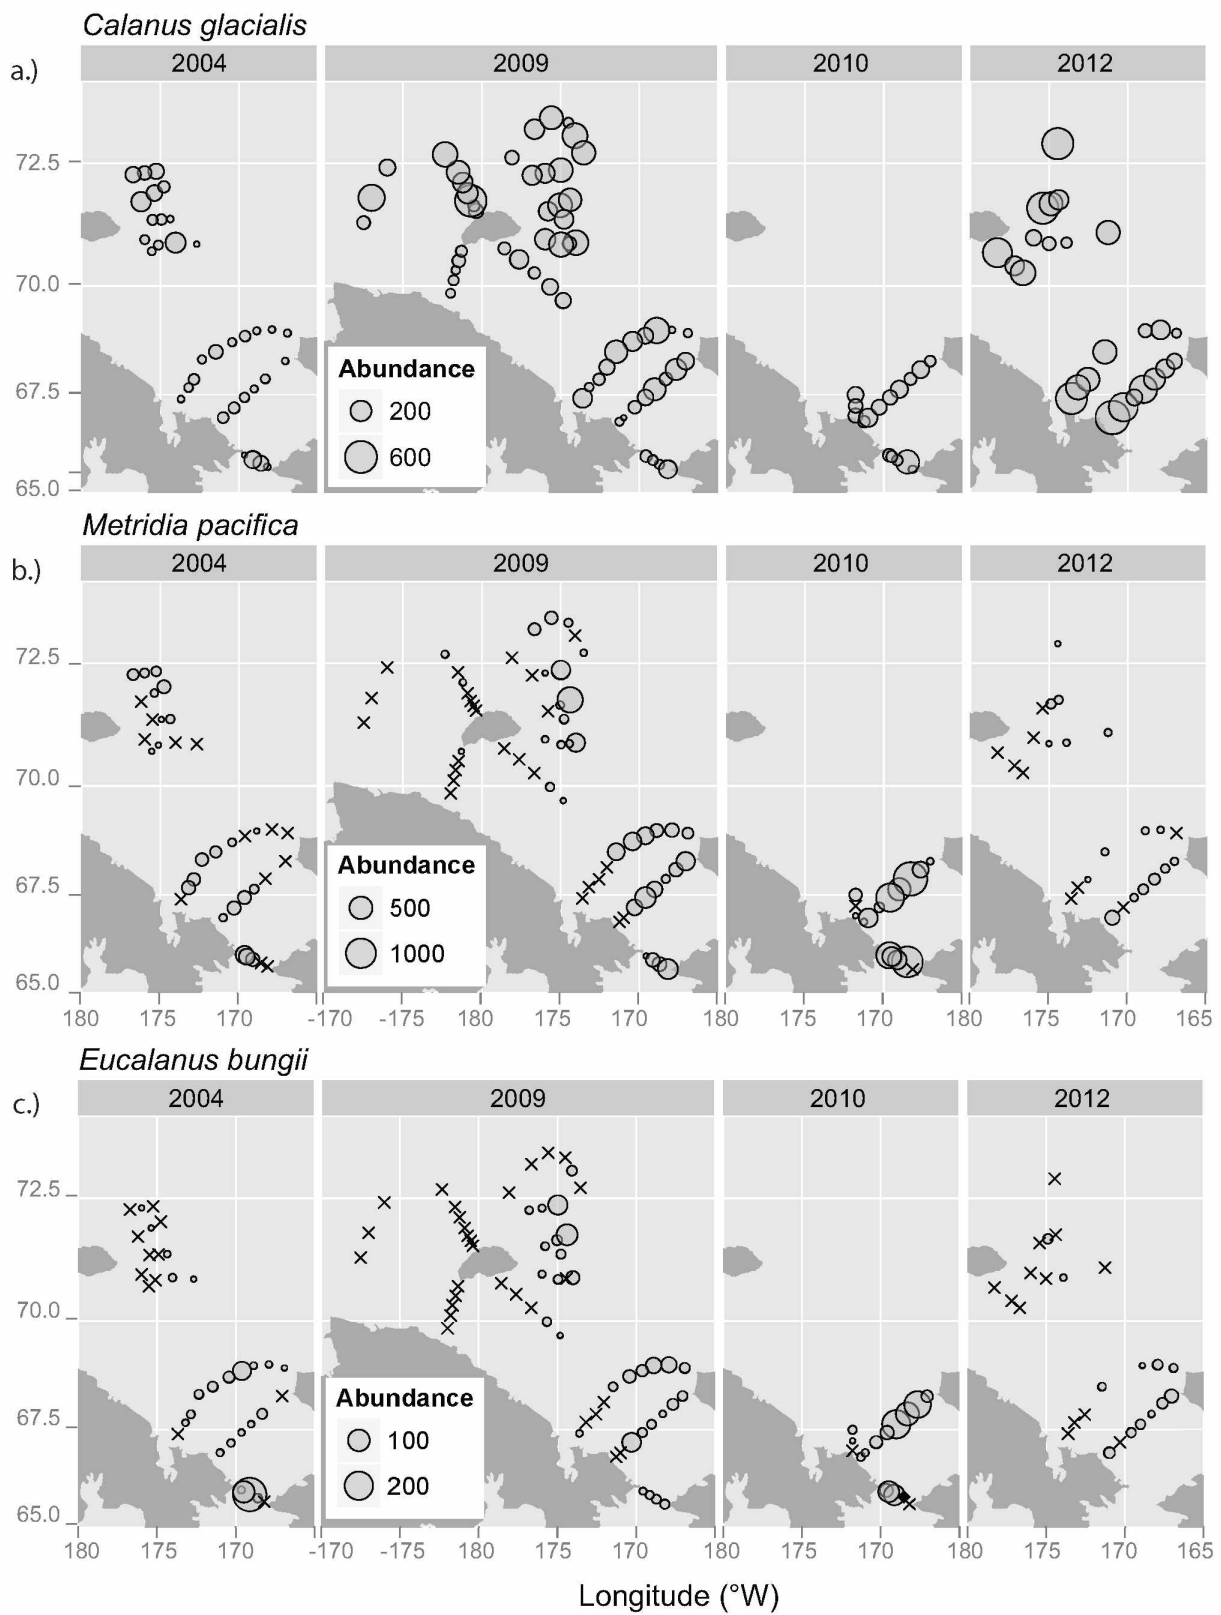 Calanus glacialis
a.)
2004 2009 2010 2012
72.5
70.0
67.5
65.0
Abundance
200
600
Metridia pacifica
b.)
2004 2009 2010 2012
72.5
70.0
67.5
65.0
Abundance
500
1000
180 175 170 -170 -175 180 175 170 180 175 170 180 175 170 165
Eucalanus bungii
c.)
2004 2009 2010 2012
72.5
70.0
67.5
65.0
Abundance
100
200
180 175 170 -170 -175 180 175 170 180 175 170 180 175 170 165
Longitude (°W)